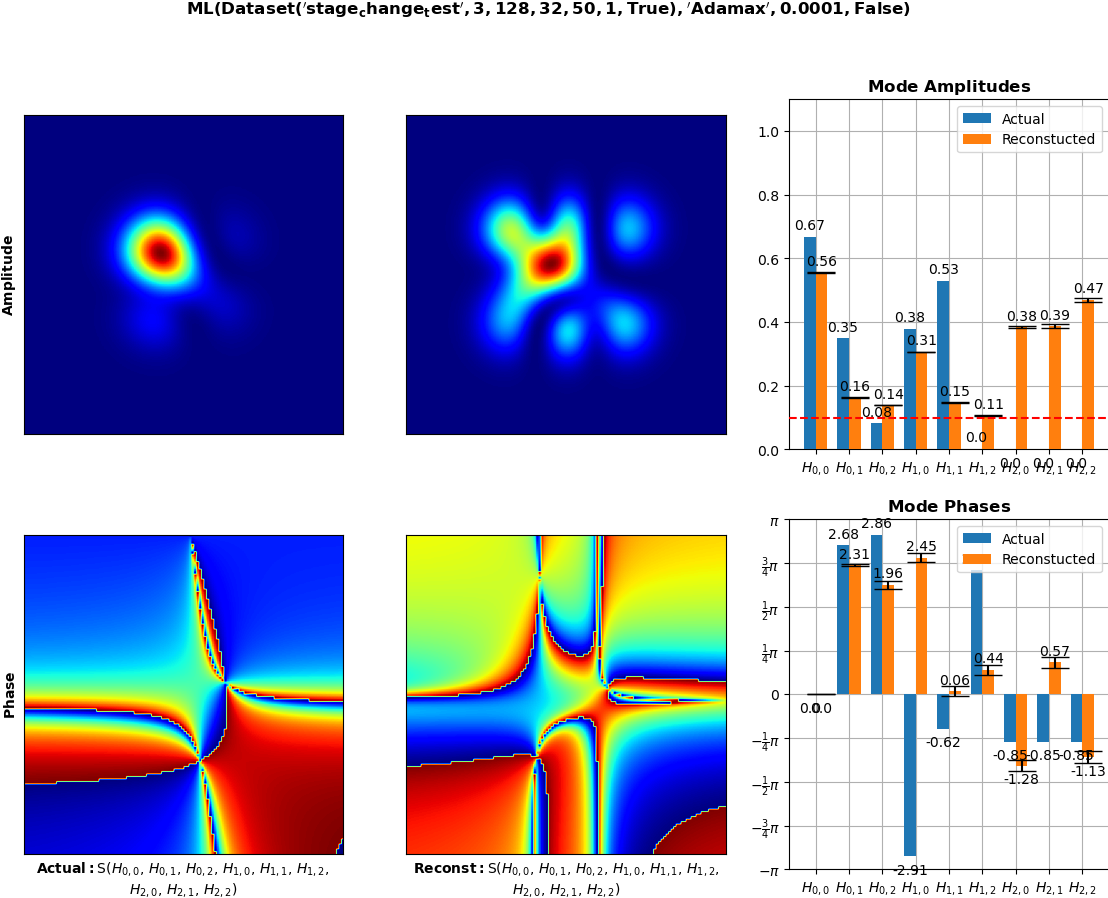 ML(Dataset('stage_change_test', 3, 128, 32, 50, 1, True), 'Adamax', 0.0001, False)
Mode Amplitudes
Actual
Reconstucted
1.0
0.8
0.6
0.4
0.2
0.0
0.67
0.56
0.35
0.16
0.08
0.14
0.38
0.31
0.53
0.15
0.0
0.11
0.0
0.38
0.0
0.39
0.0
0.47
H0,0 H0,1 H0,2 H1,0 H1,1 H1,2 H2,0 H2,1 H2,2
Amplitude
Mode Phases
Actual
Reconstucted
π
3/4π
1/2π
1/4π
0
−1/4π
−1/2π
−3/4π
−π
0.0
0.0
2.68
2.31
2.86
1.96
-2.91
2.45
-0.62
0.06
0.44
-0.85
-1.28
-0.85
0.57
-0.85
-1.13
H0,0 H0,1 H0,2 H1,0 H1,1 H1,2 H2,0 H2,1 H2,2
Phase
Actual: S(H0,0, H0,1, H0,2, H1,0, H1,1, H1,2,
H2,0, H2,1, H2,2)
Reconst: S(H0,0, H0,1, H0,2, H1,0, H1,1, H1,2,
H2,0, H2,1, H2,2)